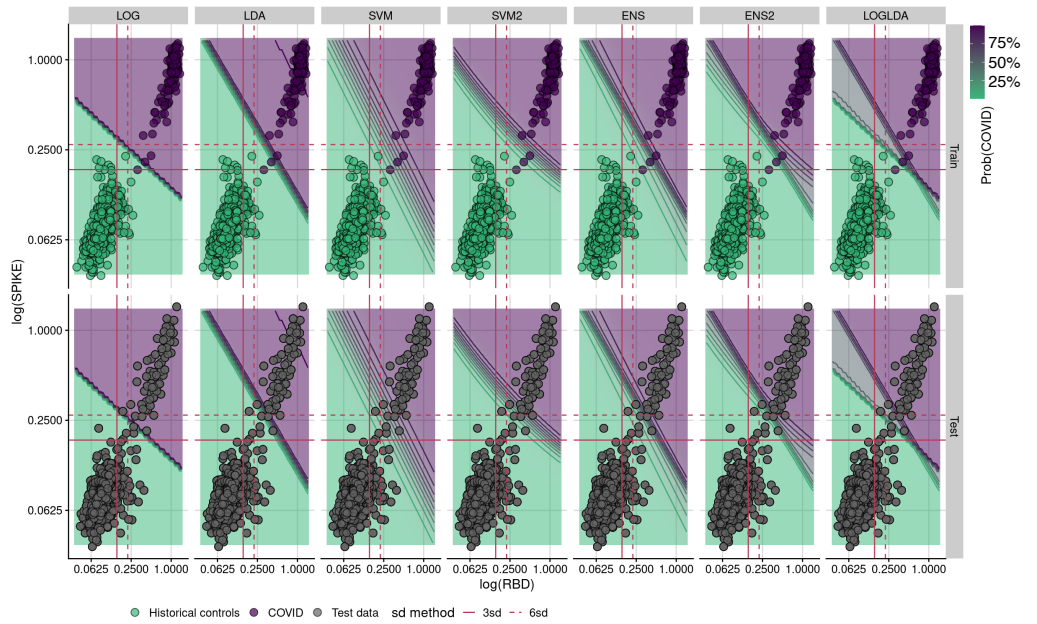 LOG LDA SVM SVM2 ENS ENS2 LOGLDA
75%
50%
25%
Prob(COVID)
log(SPIKE)
1.0000
0.2500
0.0625
Train
1.0000
0.2500
0.0625
Test
0.0625 0.2500 1.0000 0.0625 0.2500 1.0000 0.0625 0.2500 1.0000 0.0625 0.2500 1.0000 0.0625 0.2500 1.0000 0.0625 0.2500 1.0000 0.0625 0.2500 1.0000
log(RBD)
Historical controls COVID Test data sd method 3sd 6sd